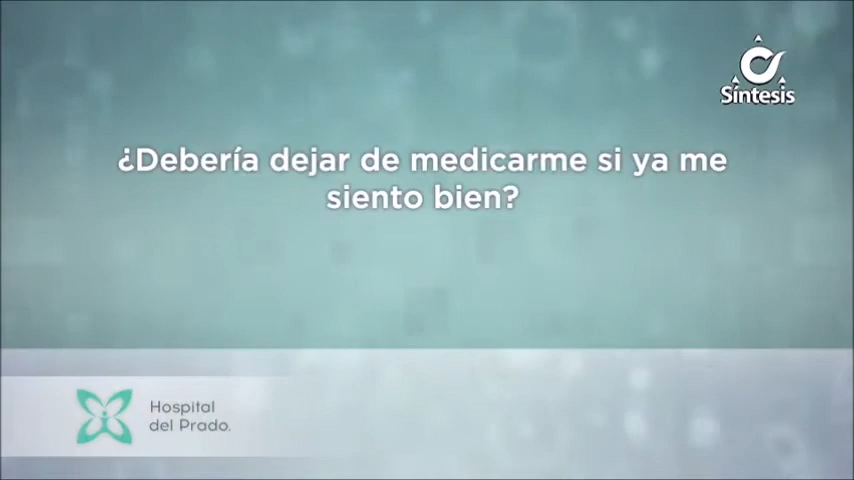 Síntesis
¿Debería dejar de medicarme si ya me
siento bien?
Hospital
del Prado.